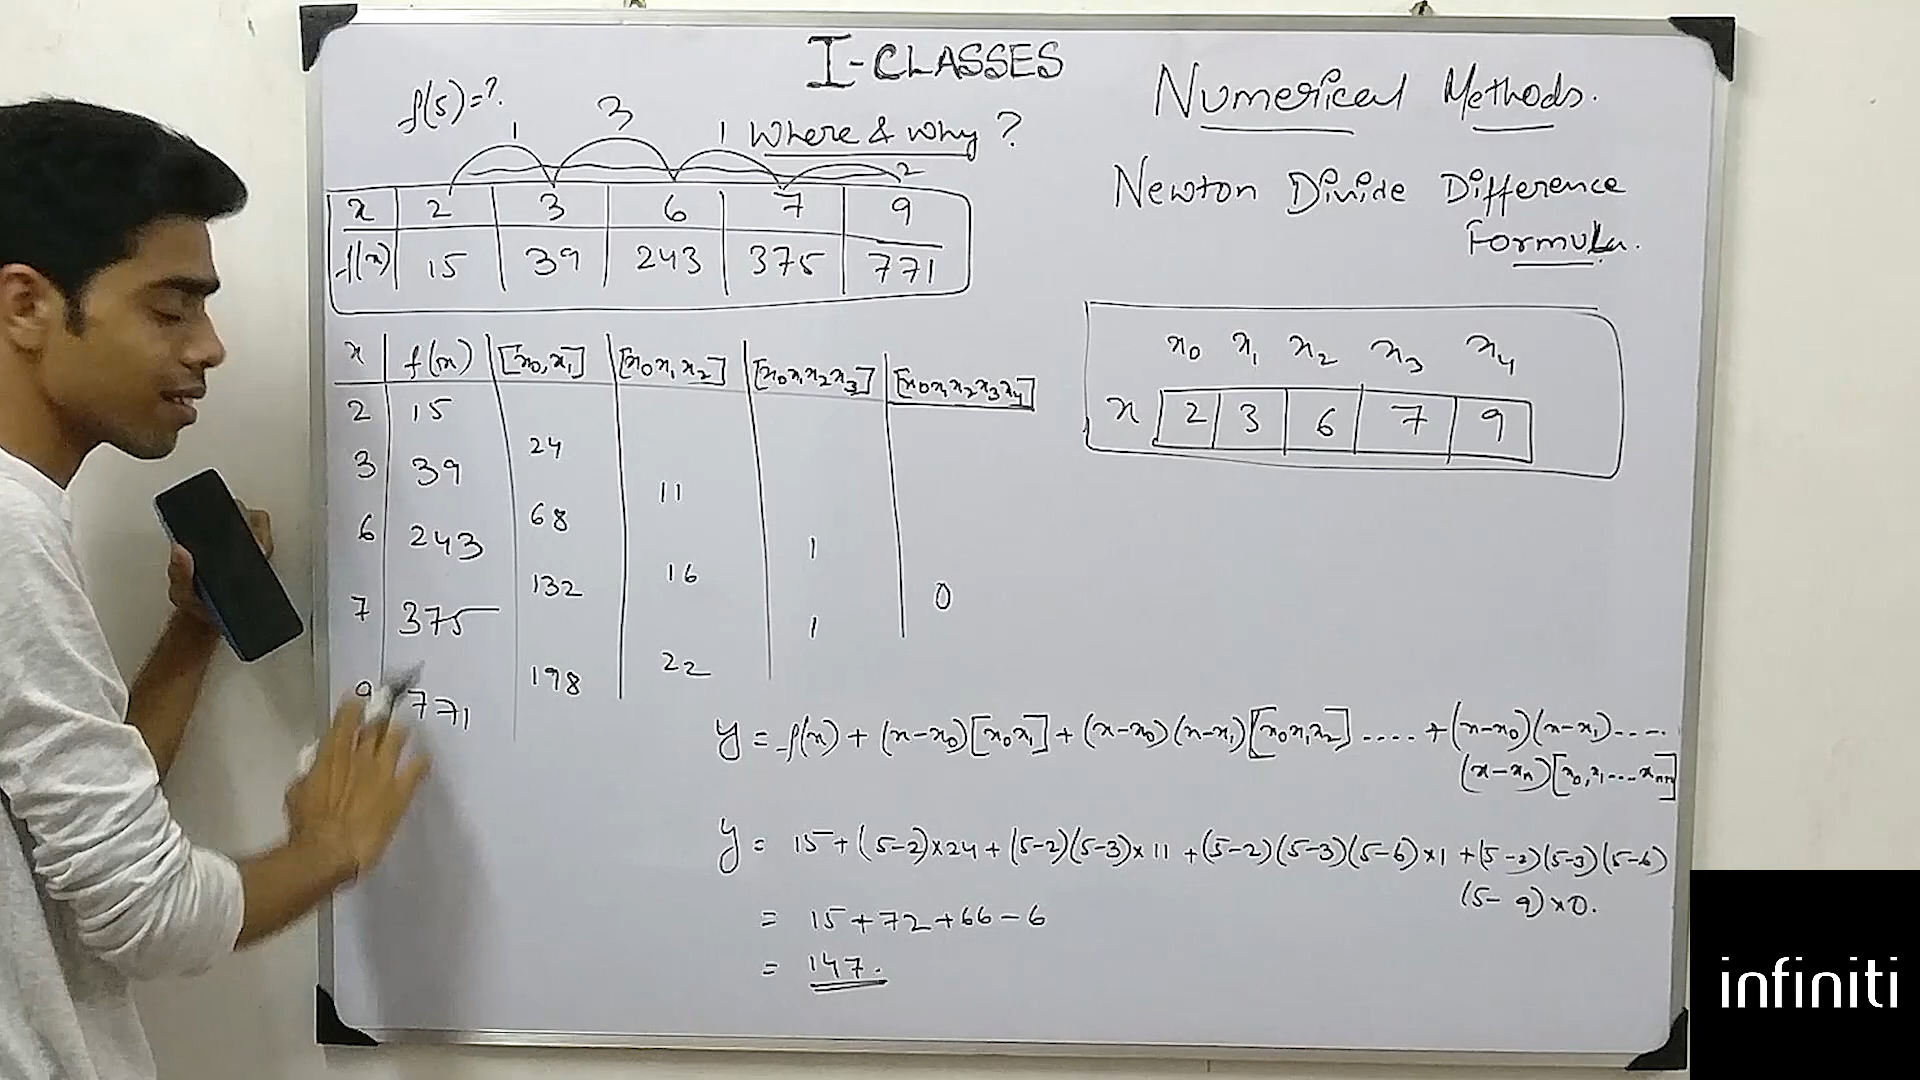 I-CLASSES
Numerical Methods.
f(5)=?
1 3 1 2
Where & why?
Newton Divide Difference
Formula.
x 2 3 6 7 9
f(x) 15 39 243 375 771
x0 x1 x2 x3 x4
x 2 3 6 7 9
x f(x) [x0,x1] [x0x1x2] [x0x1x2x3] [x0x1x2x3x4]
2 15
24
3 39
11
68
6 243
1
132 16
0
7 375
1
198 22
9 771
y = f(x) + (x-x0)[x0x1] + (x-x0)(x-x1)[x0x1x2] ..... + (x-x0)(x-x1).....
(x-xn)[x0,x1...xn+1]
y = 15+(5-2)×24+(5-2)(5-3)×11+(5-2)(5-3)(5-6)×1+(5-2)(5-3)(5-6)
(5-9)×0.
= 15+72+66-6
= 147.
infiniti